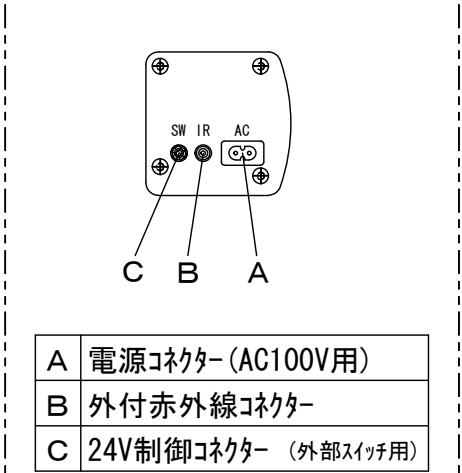 SW IR AC
C B A
A 電源ｺﾈｸﾀｰ(AC100V用)
B 外付赤外線ｺﾈｸﾀｰ
C 24V制御ｺﾈｸﾀｰ (外部ｽｲｯﾁ用)